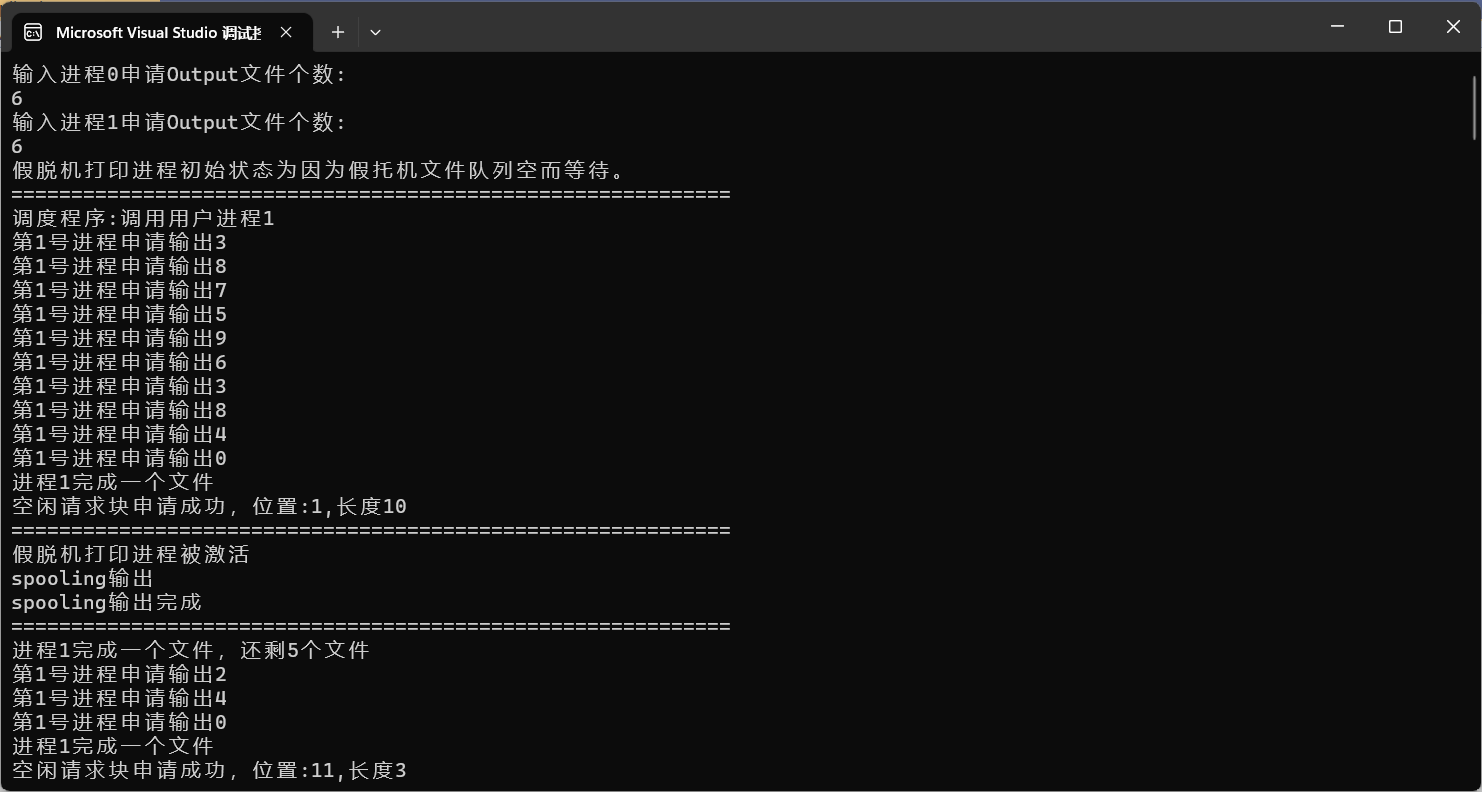 Microsoft Visual Studio 调试
输入进程0申请Output文件个数:
6
输入进程1申请Output文件个数:
6
假脱机打印进程初始状态为因为假托机文件队列空而等待。
============================================================
调度程序:调用用户进程1
第1号进程申请输出3
第1号进程申请输出8
第1号进程申请输出7
第1号进程申请输出5
第1号进程申请输出9
第1号进程申请输出6
第1号进程申请输出3
第1号进程申请输出8
第1号进程申请输出4
第1号进程申请输出0
进程1完成一个文件
空闲请求块申请成功，位置:1,长度10
============================================================
假脱机打印进程被激活
spooling输出
spooling输出完成
============================================================
进程1完成一个文件，还剩5个文件
第1号进程申请输出2
第1号进程申请输出4
第1号进程申请输出0
进程1完成一个文件
空闲请求块申请成功，位置:11,长度3